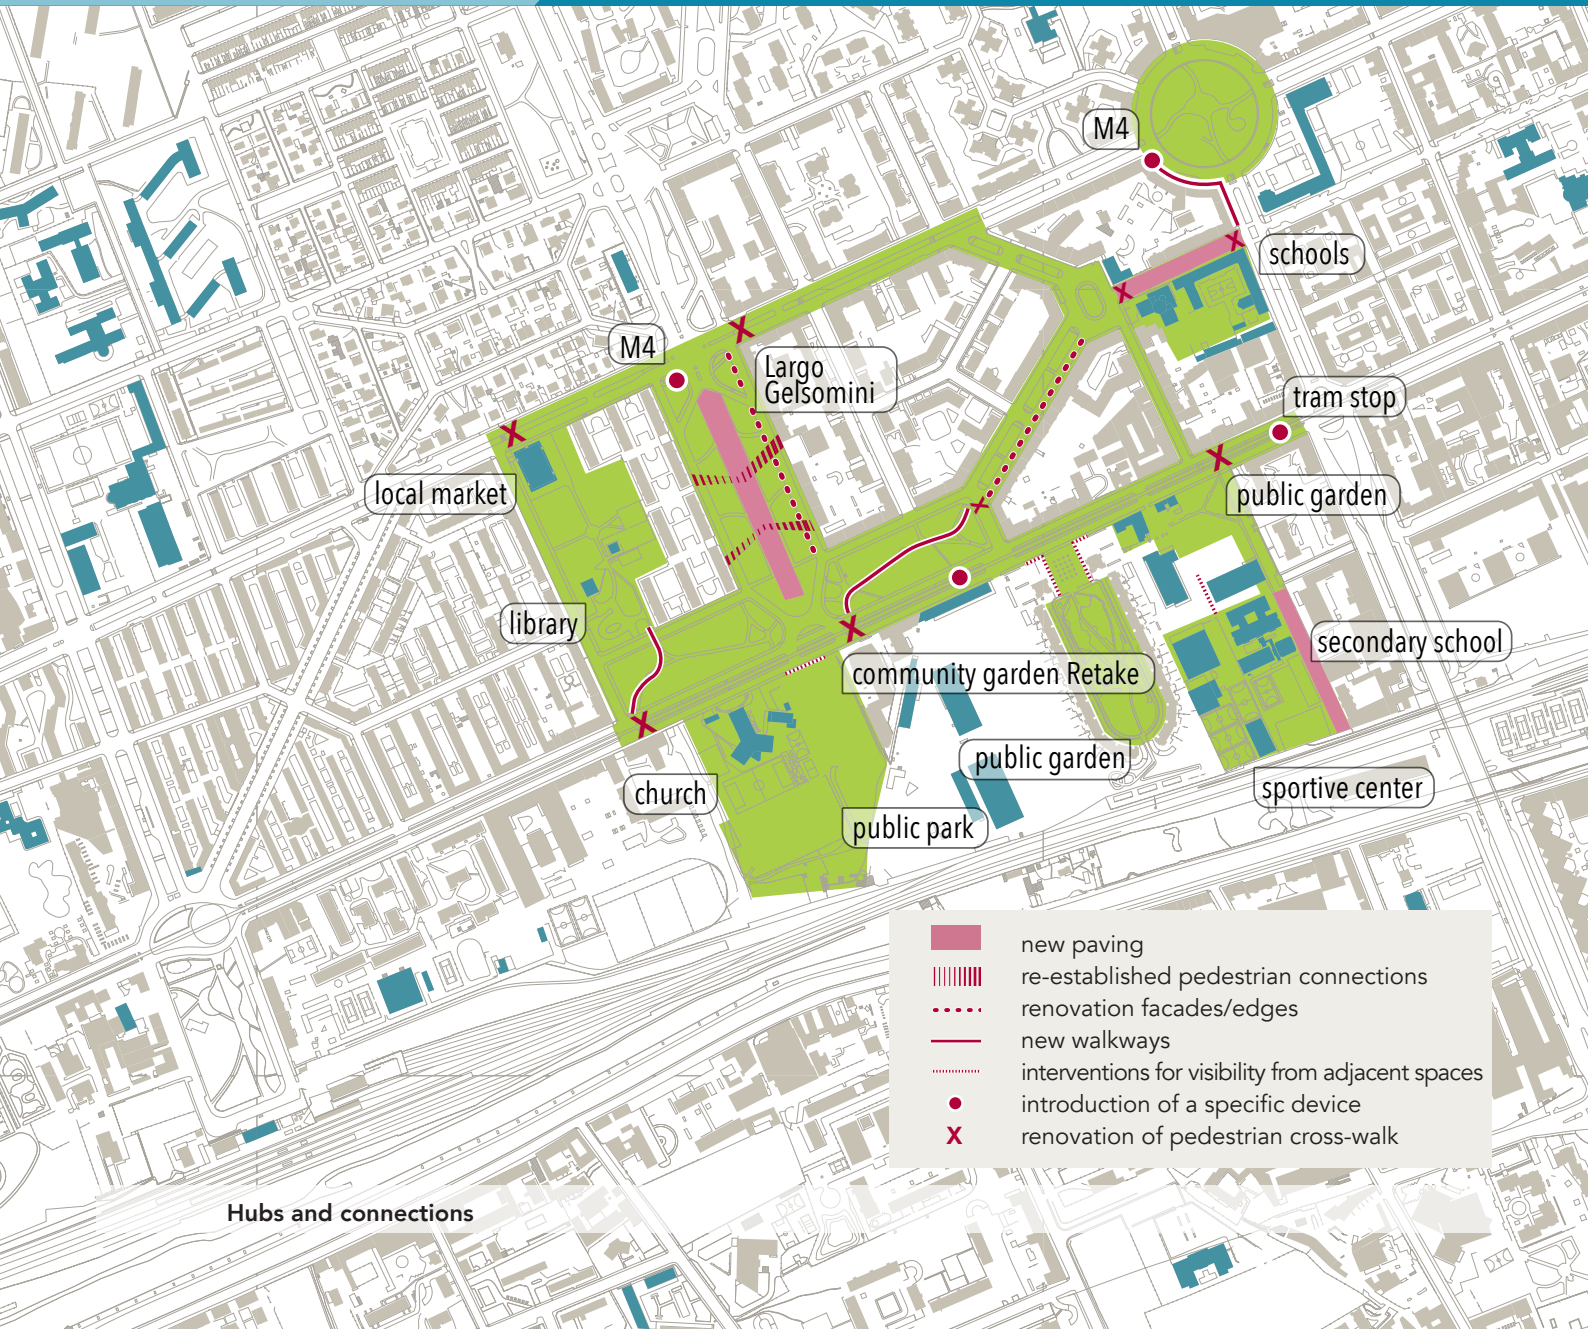 M4
schools
M4
Largo
Gelsomini
tram stop
local market
public garden
library
secondary school
community garden Retake
public garden
church
sportive center
public park
new paving
re-established pedestrian connections
renovation facades/edges
new walkways
interventions for visibility from adjacent spaces
introduction of a specific device
X renovation of pedestrian cross-walk
Hubs and connections